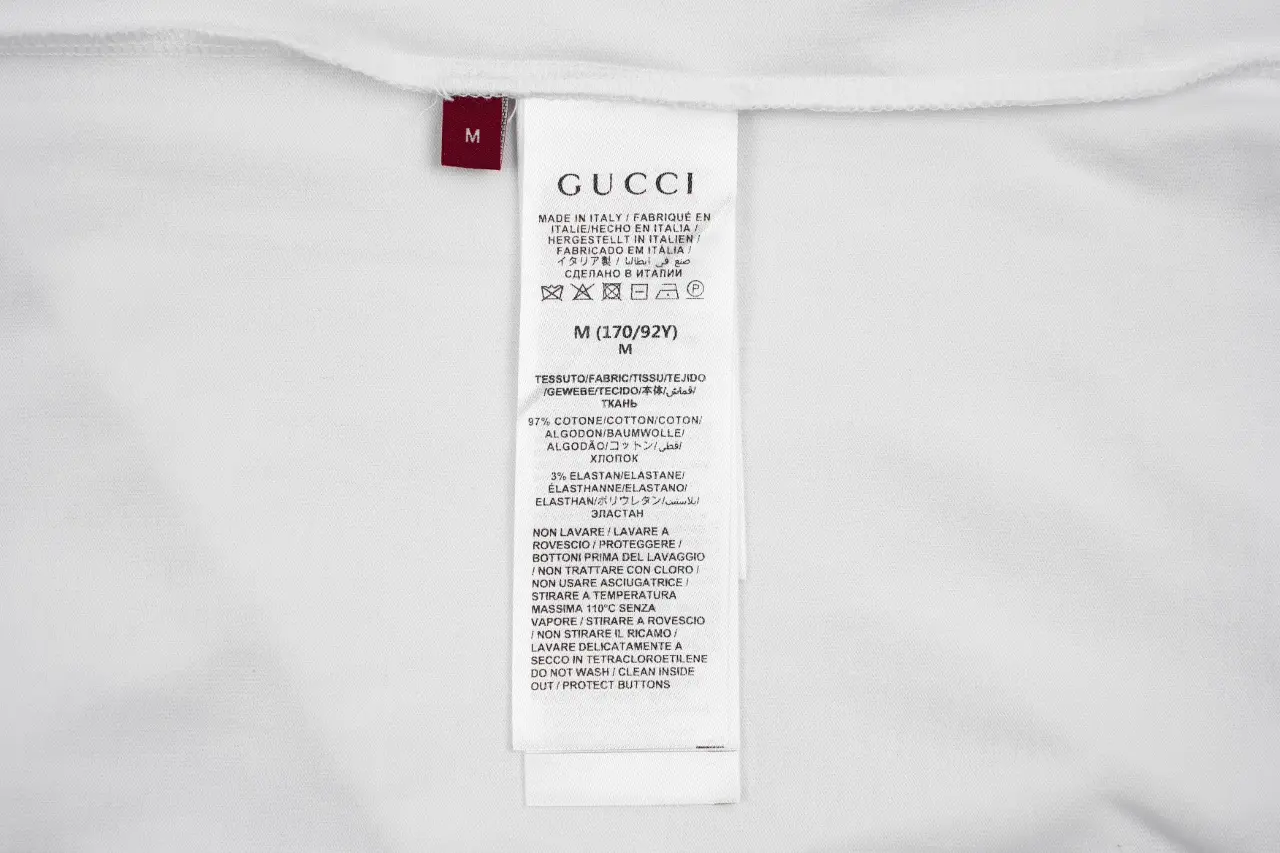 M
GUCCI
MADE IN ITALY / FABRIQUÉ EN
ITALIE/HECHO EN ITALIA /
HERGESTELLT IN ITALIEN /
FABRICADO EM ITÁLIA /
イタリア製 / صنع في ايطاليا
СДЕЛАНО В ИТАЛИИ
P
M (170/92Y)
M
TESSUTO/FABRIC/TISSU/TEJIDO
/GEWEBE/TECIDO/本体/قماش/
ТКАНЬ
97% COTONE/COTTON/COTON/
ALGODON/BAUMWOLLE/
ALGODÃO/コットン/قطن/
ХЛОПОК
3% ELASTAN/ELASTANE/
ÉLASTHANNE/ELASTANO/
ELASTHAN/ポリウレタン/
ЭЛАСТАН
NON LAVARE / LAVARE A
ROVESCIO / PROTEGGERE /
BOTTONI PRIMA DEL LAVAGGIO
/ NON TRATTARE CON CLORO /
NON USARE ASCIUGATRICE /
STIRARE A TEMPERATURA
MASSIMA 110°C SENZA
VAPORE / STIRARE A ROVESCIO
/ NON STIRARE IL RICAMO /
LAVARE DELICATAMENTE A
SECCO IN TETRACLOROETILENE
DO NOT WASH / CLEAN INSIDE
OUT / PROTECT BUTTONS